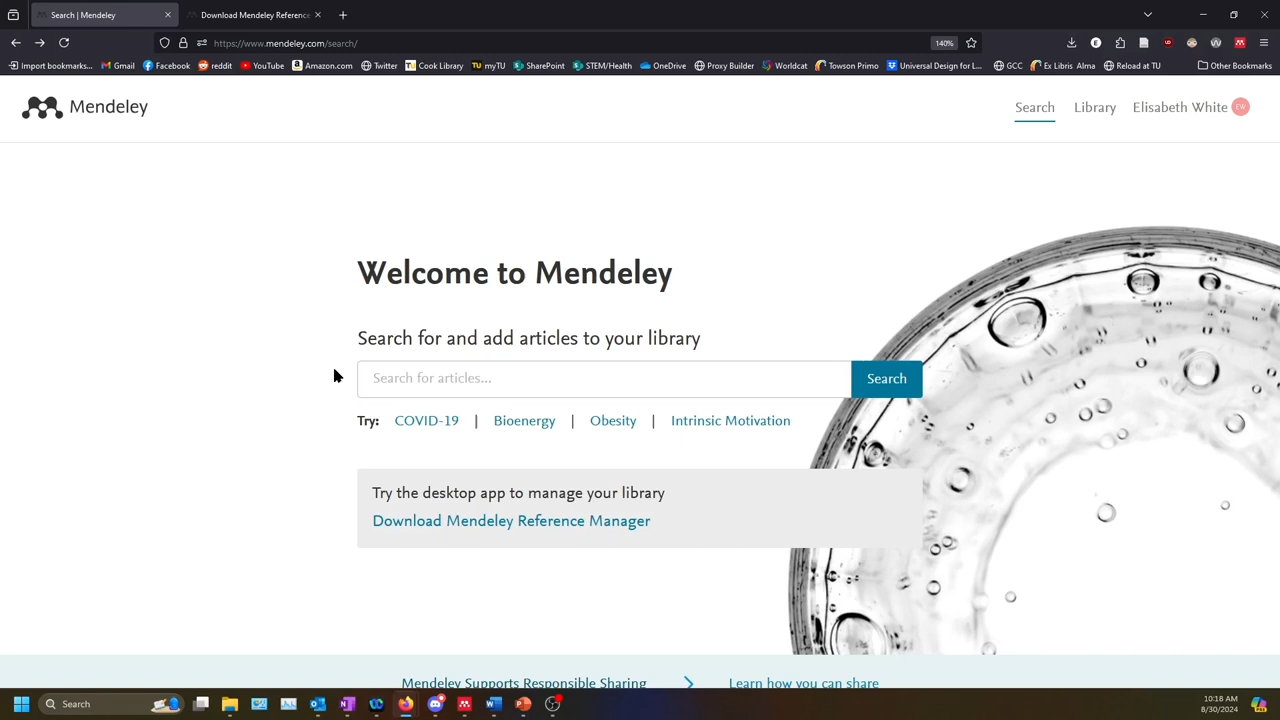 Search | Mendeley
Download Mendeley Reference
https://www.mendeley.com/search/
140%
Import bookmarks...
Gmail
Facebook
reddit
YouTube
Amazon.com
Twitter
Cook Library
myTU
SharePoint
STEM/Health
OneDrive
Proxy Builder
Worldcat
Towson Primo
Universal Design for L...
GCC
Ex Libris Alma
Reload at TU
Other Bookmarks
Mendeley
Search
Library
Elisabeth White
EW
Welcome to Mendeley
Search for and add articles to your library
Search for articles...
Search
Try: COVID-19 | Bioenergy | Obesity | Intrinsic Motivation
Try the desktop app to manage your library
Download Mendeley Reference Manager
Mendeley Supports Responsible Sharing
Learn how you can share
Search
10:18 AM
8/30/2024